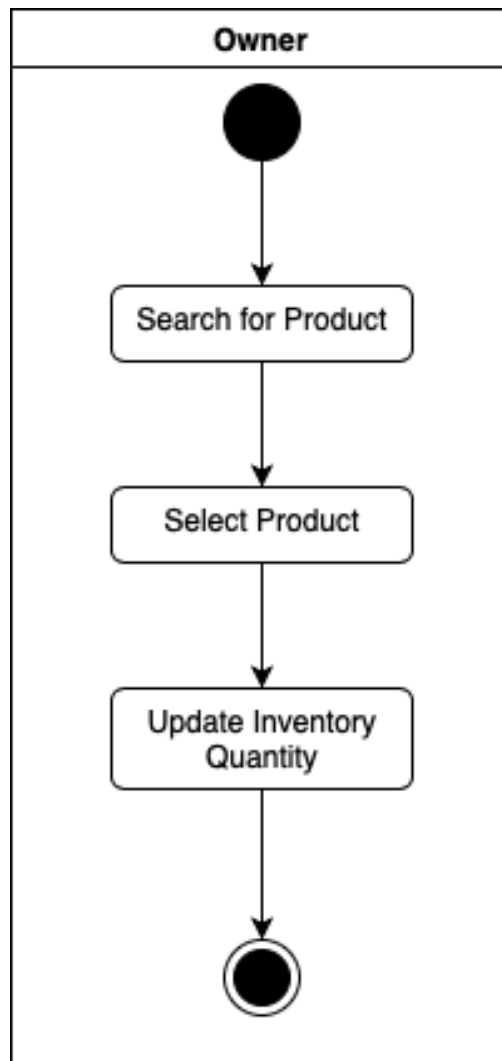 Owner
Search for Product
Select Product
Update Inventory
Quantity